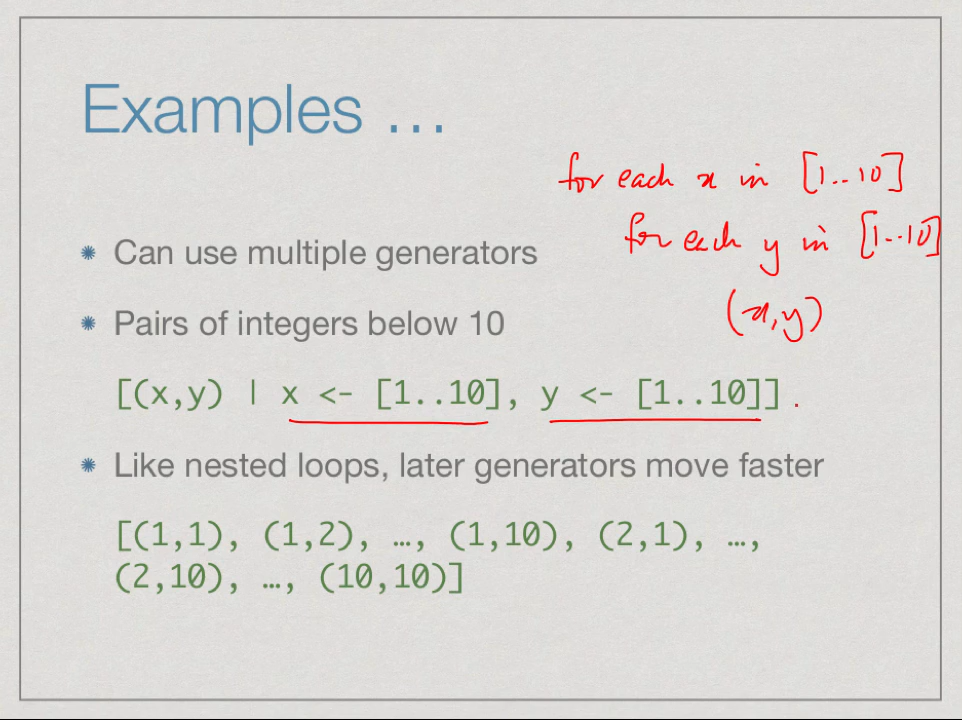 Examples …
for each x in [1..10]
for each y in [1..10]
(x,y)
Can use multiple generators
Pairs of integers below 10
[(x,y) | x <- [1..10], y <- [1..10]]
Like nested loops, later generators move faster
[(1,1), (1,2), …, (1,10), (2,1), …,
(2,10), …, (10,10)]